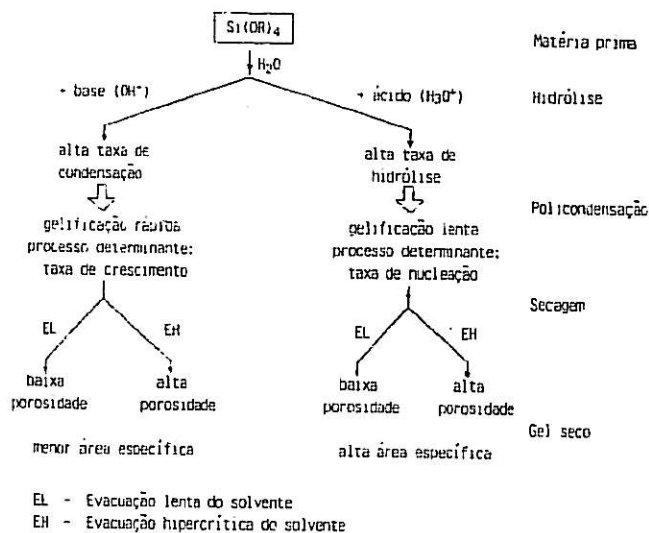 Si(OR)4
H2O
Matéria prima
+ base (OH-)
+ ácido (H3O+)
Hidrólise
alta taxa de
condensação
alta taxa de
hidrólise
Policondensação
gelificação rápida
processo determinante:
taxa de crescimento
gelificação lenta
processo determinante:
taxa de nucleação
Secagem
EL
EH
EL
EH
baixa
porosidade
alta
porosidade
baixa
porosidade
alta
porosidade
Gel seco
menor área específica
alta área específica
EL - Evacuação lenta do solvente
EH - Evacuação hipercrítica do solvente